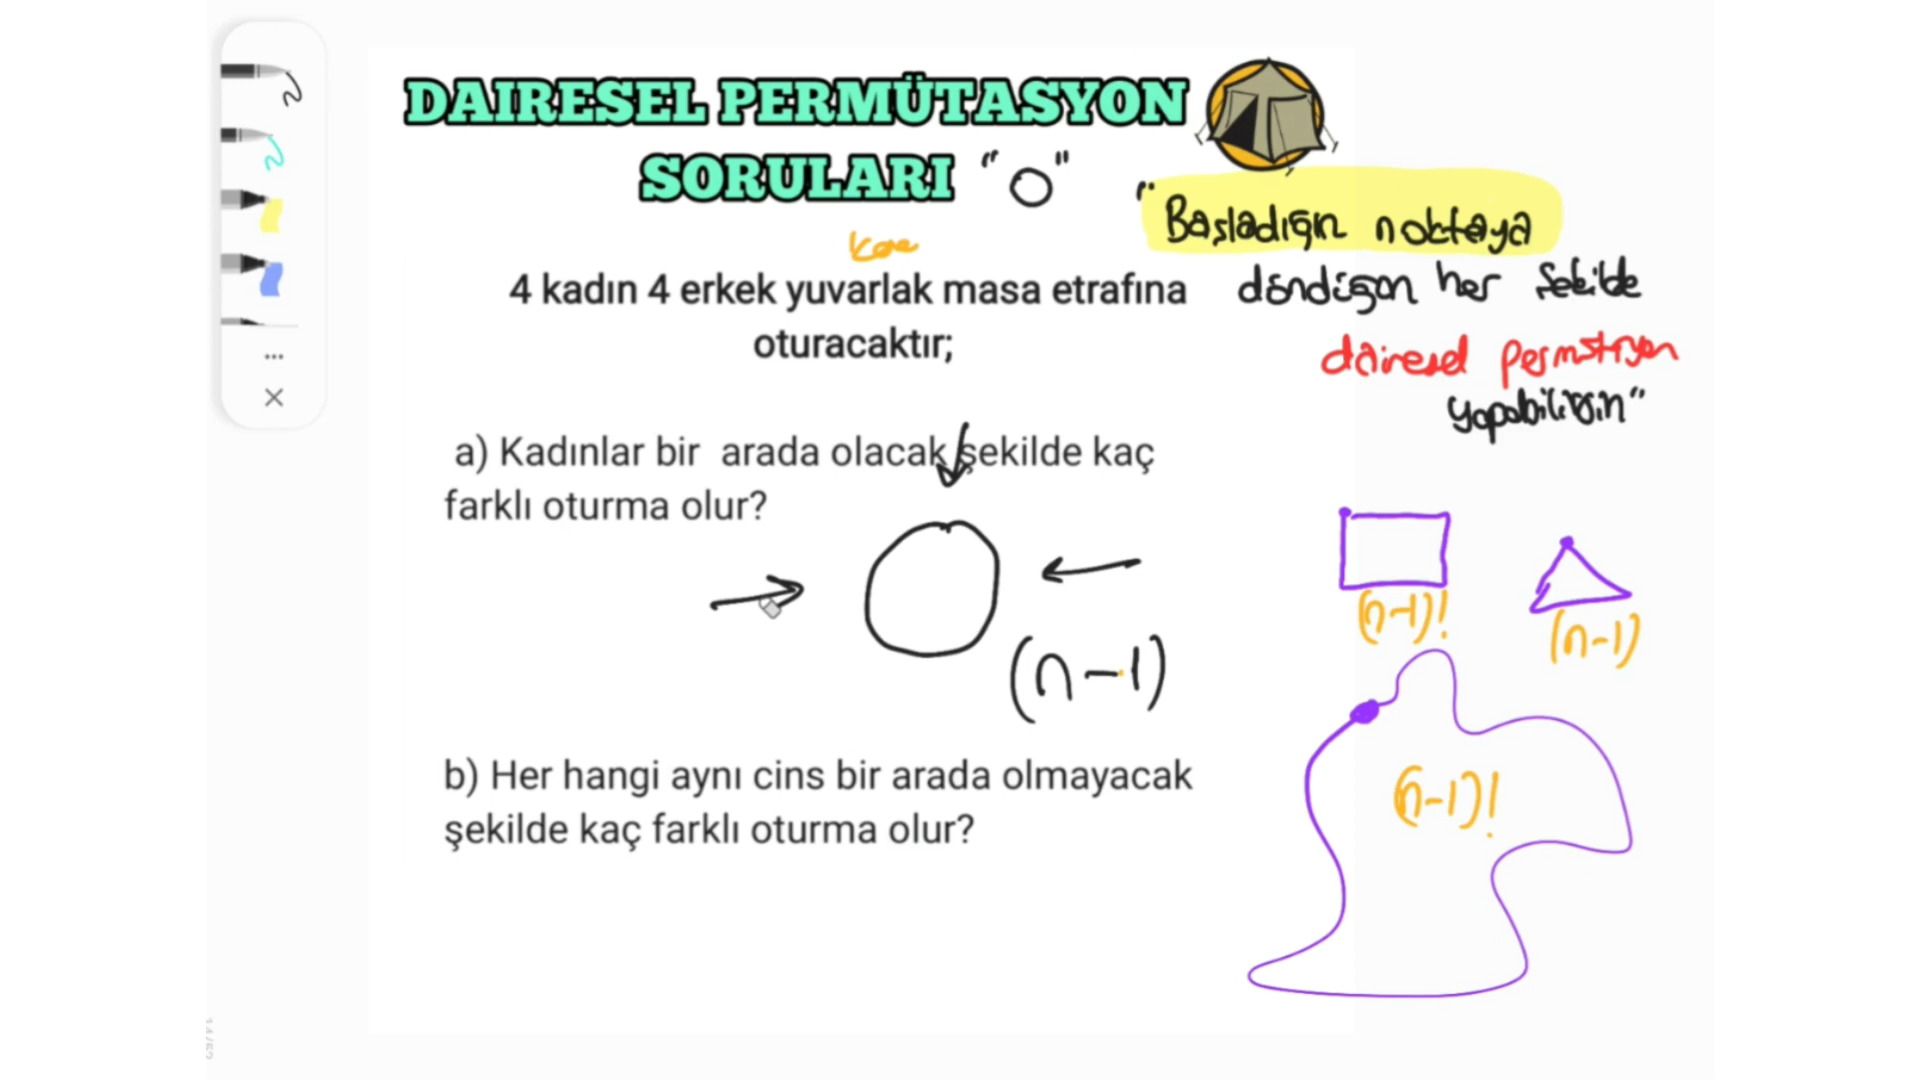 DAIRESEL PERMÜTASYON
SORULARI "O"
"Başladığın noktaya
kare
4 kadın 4 erkek yuvarlak masa etrafına
döndüğün her şekilde
oturacaktır;
dairesel permütasyon
yapabilirsin"
a) Kadınlar bir arada olacak şekilde kaç
farklı oturma olur?
(n-1)!
(n-1)
(n-1)
b) Her hangi aynı cins bir arada olmayacak
(n-1)!
şekilde kaç farklı oturma olur?